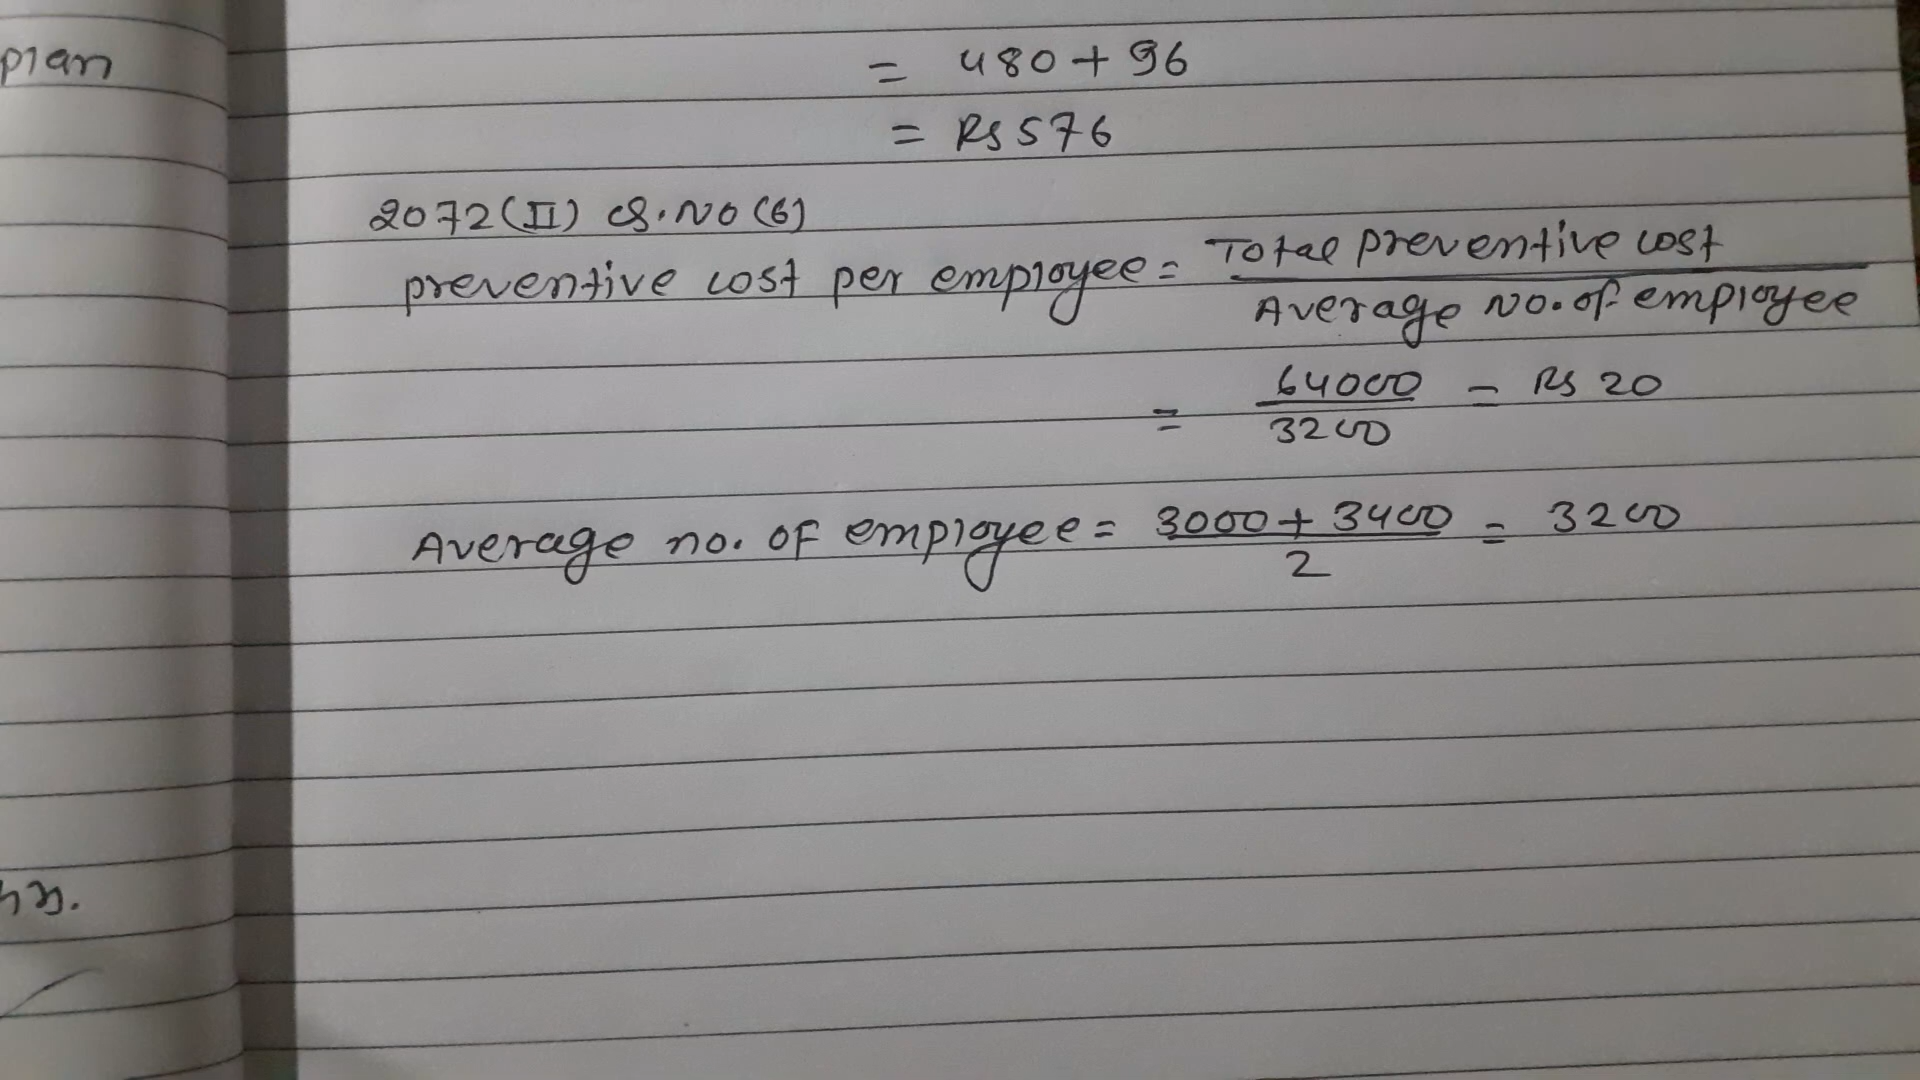 plan
= 480 + 96
= Rs 576
2072 (II) Q.NO (6)
preventive cost per employee = Total preventive cost
Average No. of employee
= 64000 = Rs 20
3200
Average no. of employee = 3000 + 3400 = 3200
2